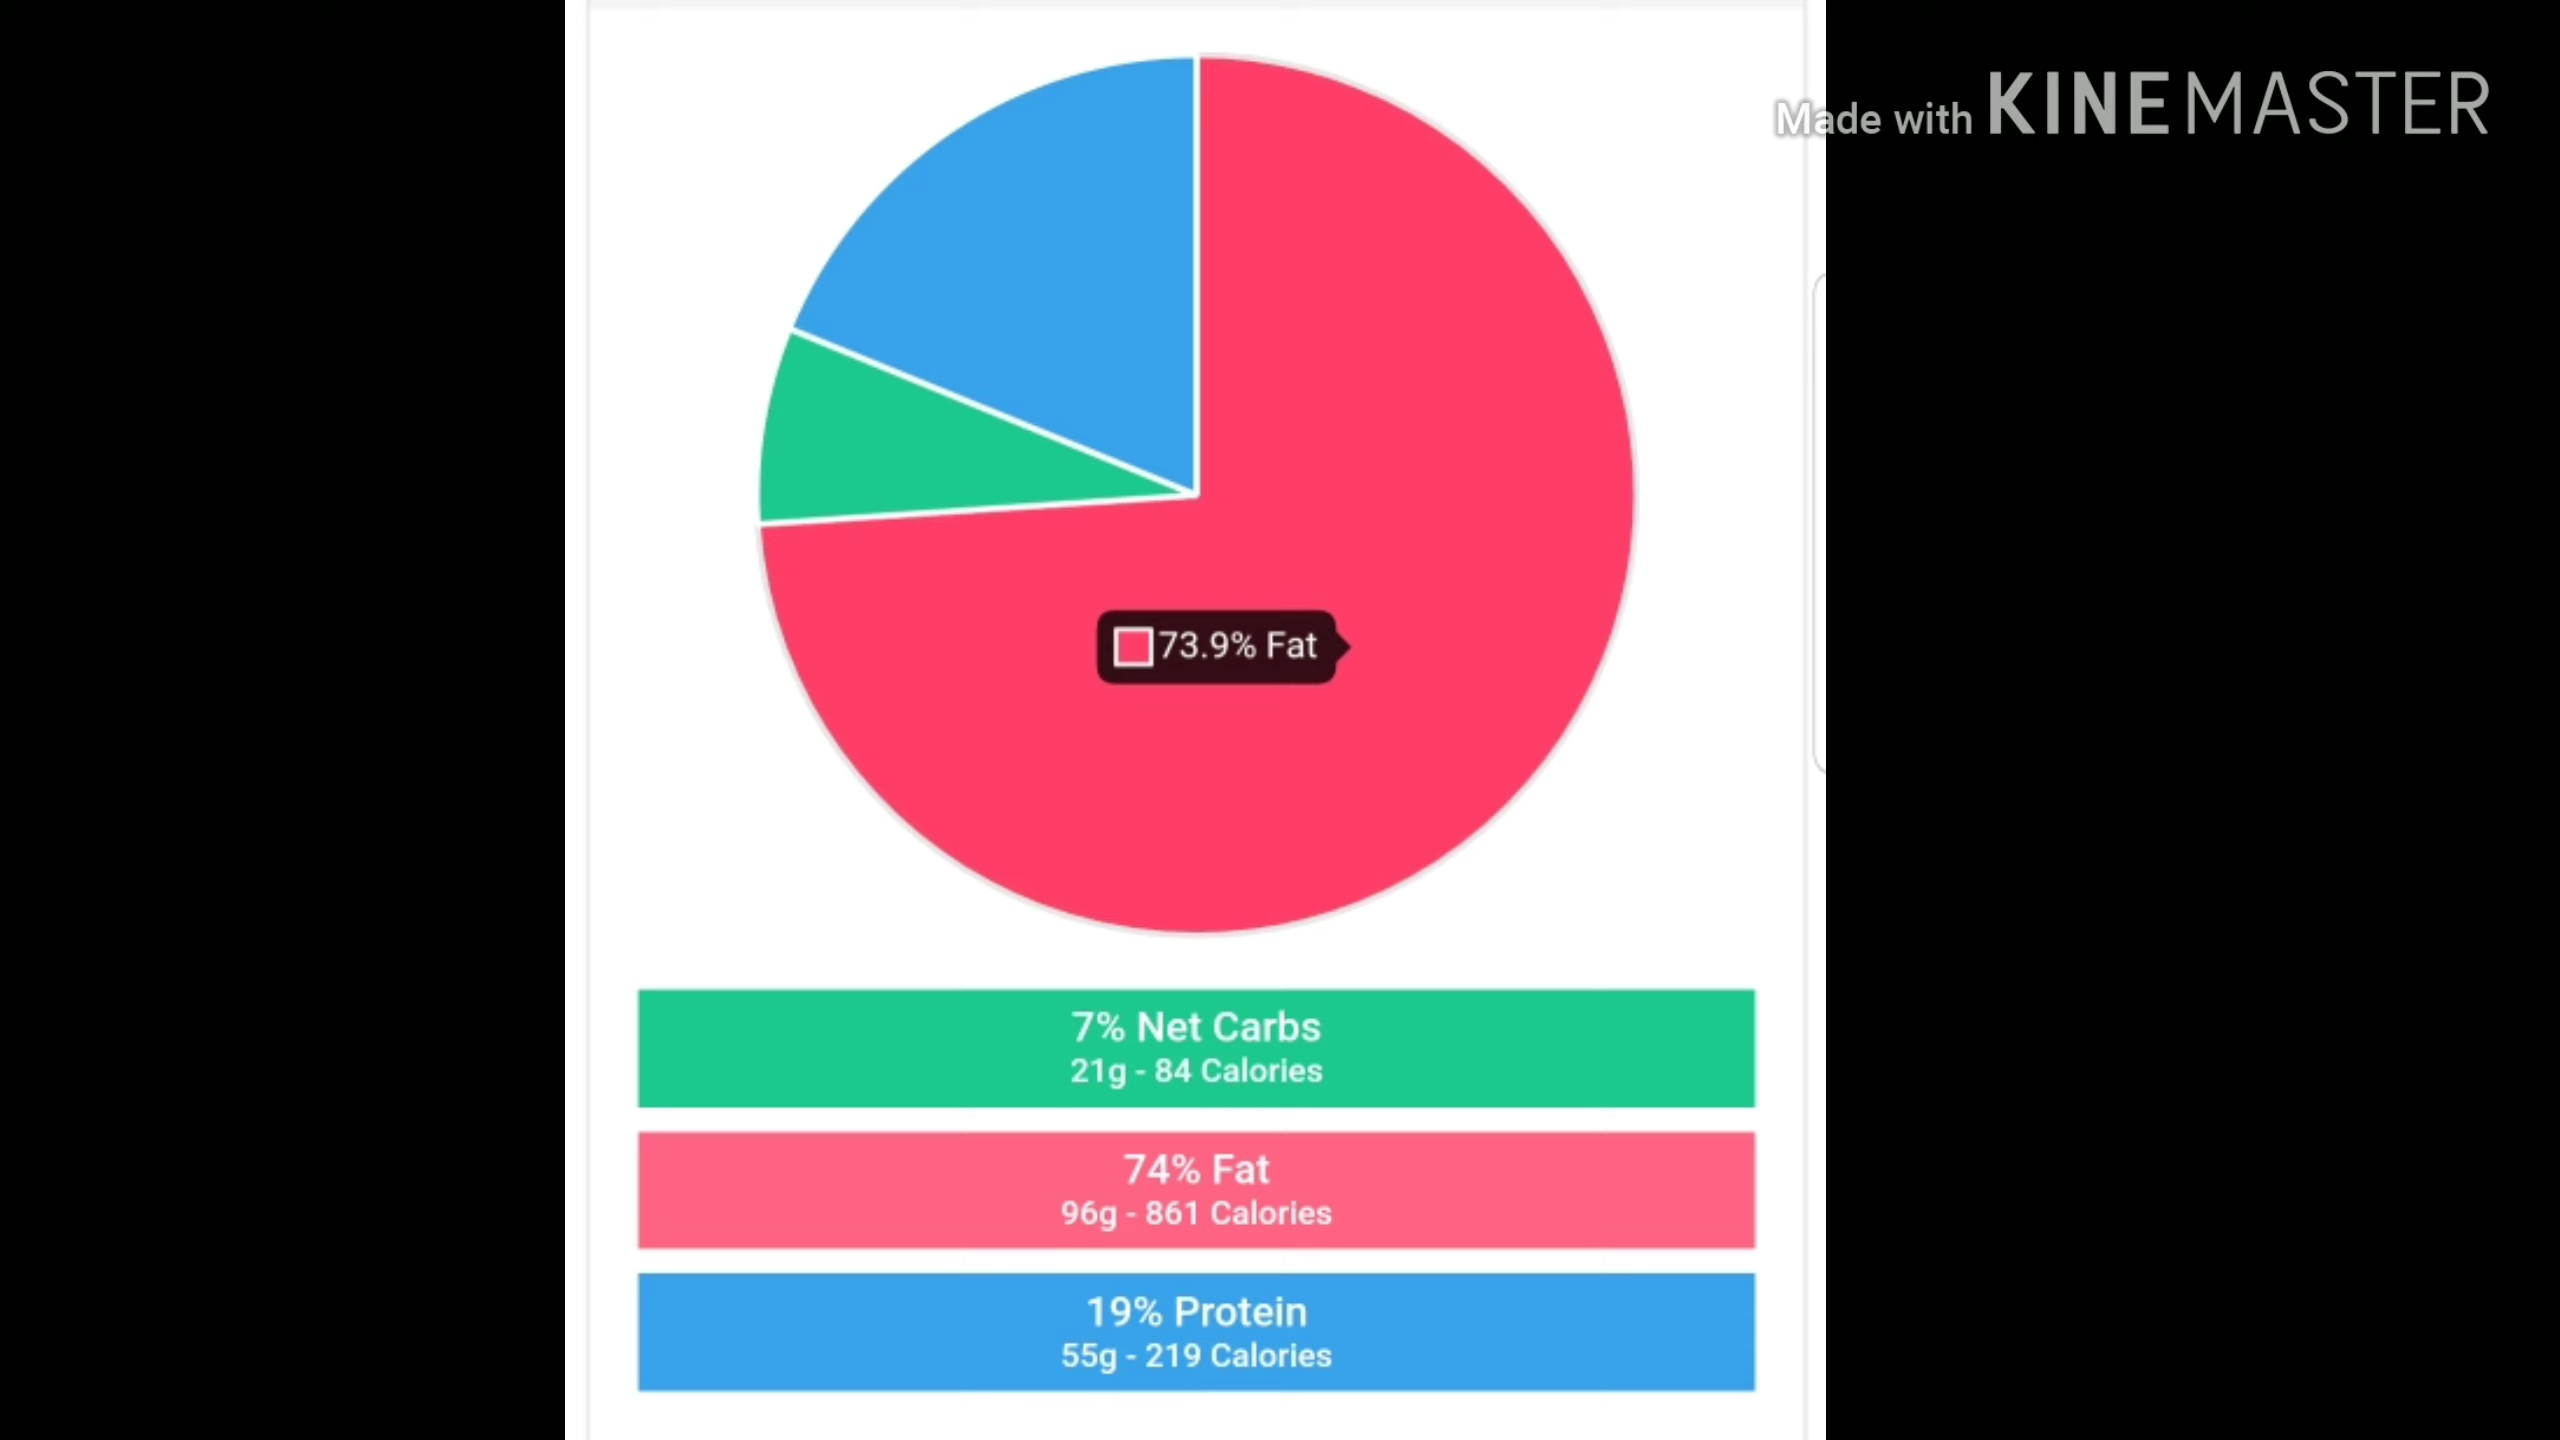 Made with KINEMASTER
73.9% Fat
7% Net Carbs
21g - 84 Calories
74% Fat
96g - 861 Calories
19% Protein
55g - 219 Calories